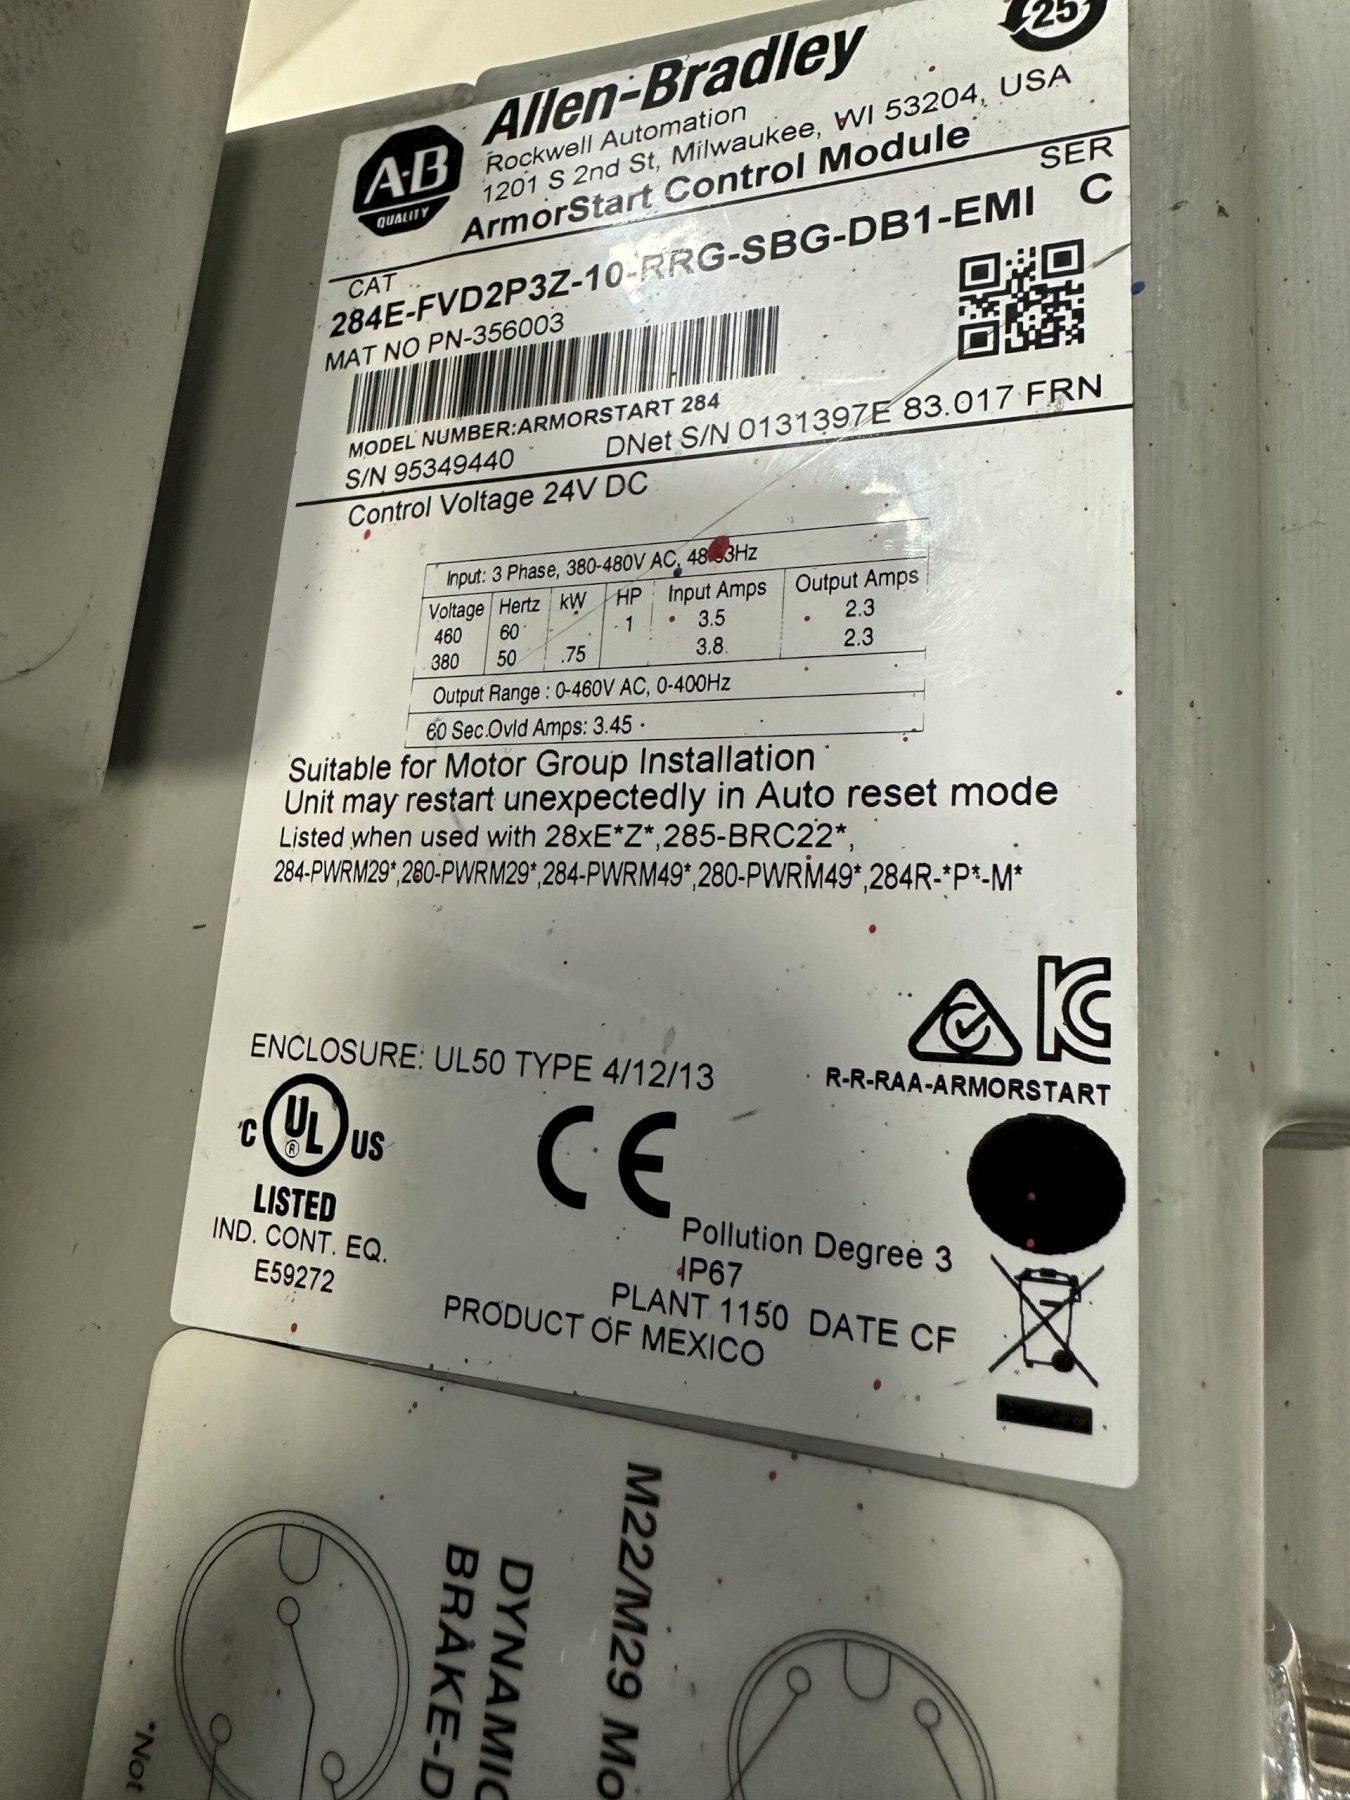 25
Allen-Bradley
A-B
QUALITY
Rockwell Automation
1201 S 2nd St, Milwaukee, WI 53204, USA
ArmorStart Control Module
SER
CAT
284E-FVD2P3Z-10-RRG-SBG-DB1-EMI C
MAT NO PN-356003
MODEL NUMBER:ARMORSTART 284
S/N 95349440 DNet S/N 0131397E 83.017 FRN
Control Voltage 24V DC
Input: 3 Phase, 380-480V AC, 48-63Hz
Voltage Hertz kW HP Input Amps Output Amps
460 60 1 3.5 2.3
380 50 .75 3.8 2.3
Output Range : 0-460V AC, 0-400Hz
60 Sec.Ovld Amps: 3.45
Suitable for Motor Group Installation
Unit may restart unexpectedly in Auto reset mode
Listed when used with 28xE*Z*,285-BRC22*,
284-PWRM29*,280-PWRM29*,284-PWRM49*,280-PWRM49*,284R-*P*-M*
KC
R-R-RAA-ARMORSTART
ENCLOSURE: UL50 TYPE 4/12/13
C UL ® US
LISTED
IND. CONT. EQ.
E59272
CE
Pollution Degree 3
IP67
PLANT 1150 DATE CF
PRODUCT OF MEXICO
M22/M29 Mo
DYNAMIC
BRAKE-D
*Not